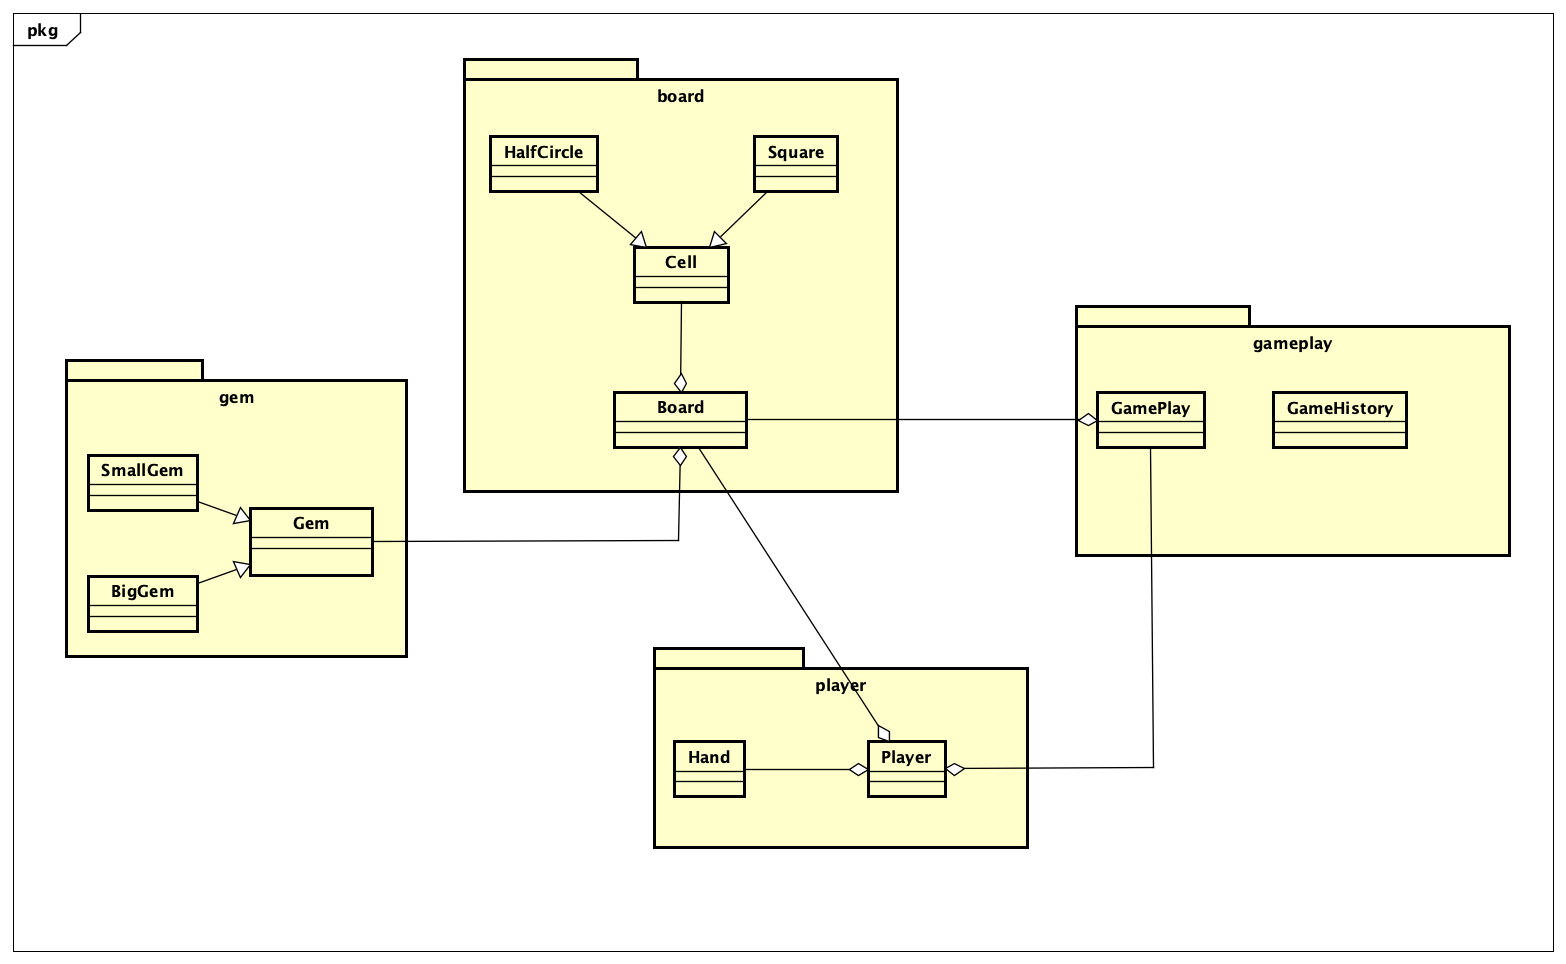 pkg
board
HalfCircle
Square
Cell
Board
gameplay
GamePlay
GameHistory
gem
SmallGem
Gem
BigGem
player
Hand
Player